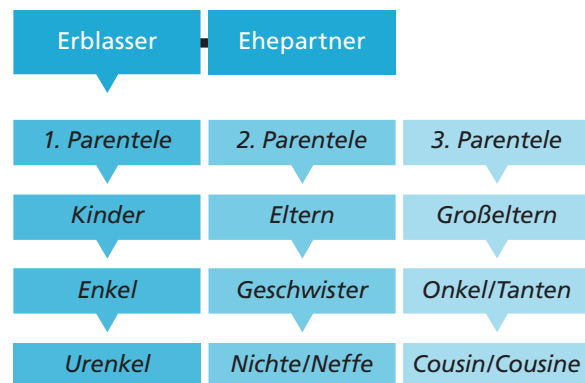 Erblasser Ehepartner
1. Parentele 2. Parentele 3. Parentele
Kinder Eltern Großeltern
Enkel Geschwister Onkel/Tanten
Urenkel Nichte/Neffe Cousin/Cousine